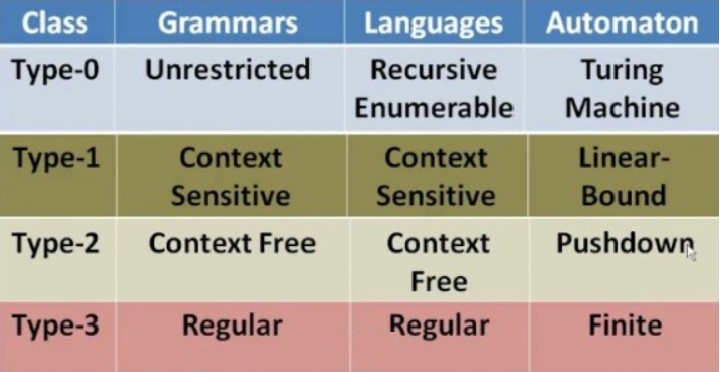 Class Grammars Languages Automaton
Type-0 Unrestricted Recursive Enumerable Turing Machine
Type-1 Context Sensitive Context Sensitive Linear-Bound
Type-2 Context Free Context Free Pushdown
Type-3 Regular Regular Finite